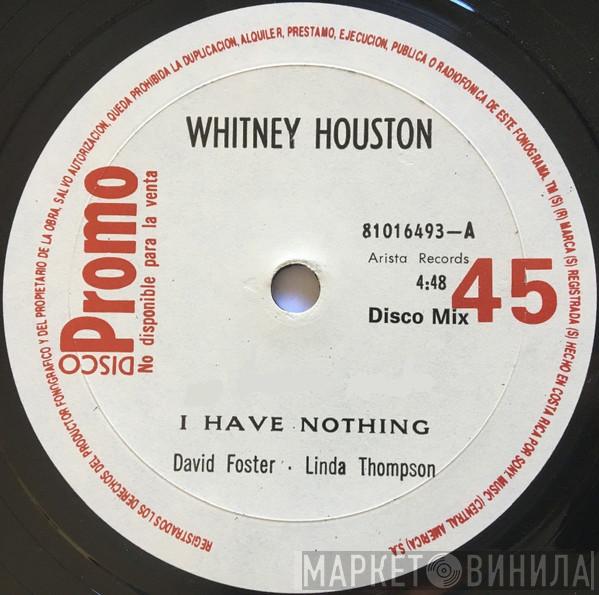 REGISTRADOS LOS DERECHOS DEL PRODUCTOR FONOGRAFICO Y DEL PROPIETARIO DE LA OBRA. SALVO AUTORIZACION, QUEDA PROHIBIDA LA DUPLICACION, ALQUILER, PRESTAMO, EJECUCION, PUBLICA O RADIOFONICA DE ESTE FONOGRAMA. TM (S) (R) MARCA (S) REGISTRADA (S) HECHO EN COSTA RICA POR SONY MUSIC (CENTRAL AMERICA) S.A.
WHITNEY HOUSTON
DISCO Promo
No disponible para la venta
81016493-A
Arista Records
4:48
Disco Mix 45
I HAVE NOTHING
David Foster · Linda Thompson
МАРКЕТ ВИНИЛА